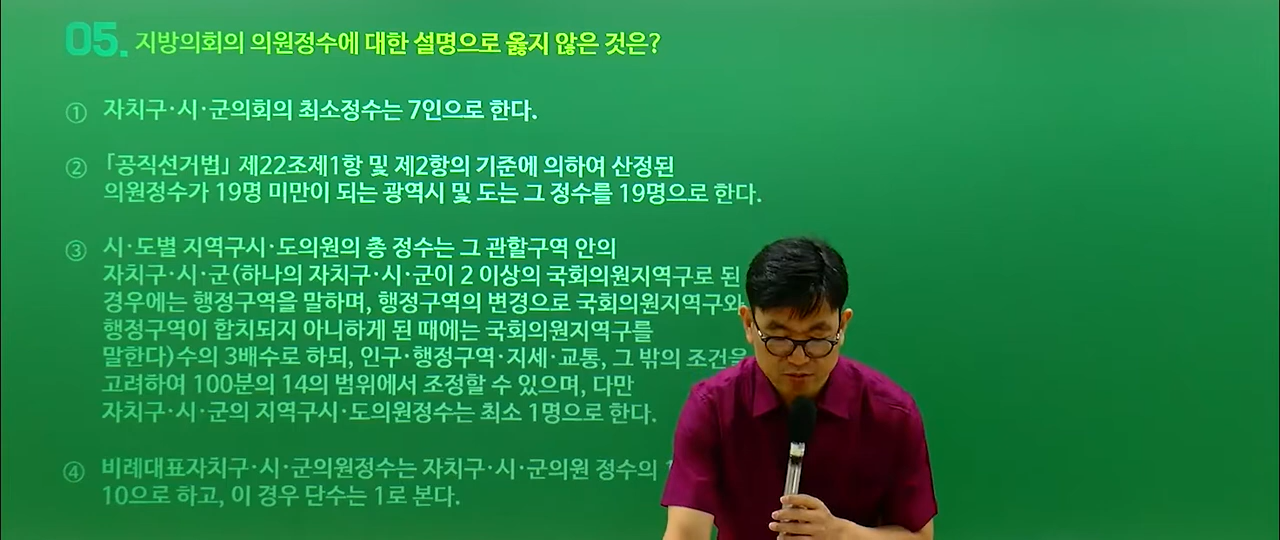 05. 지방의회의 의원정수에 대한 설명으로 옳지 않은 것은?
① 자치구·시·군의회의 최소정수는 7인으로 한다.
② 「공직선거법」 제22조제1항 및 제2항의 기준에 의하여 산정된
의원정수가 19명 미만이 되는 광역시 및 도는 그 정수를 19명으로 한다.
③ 시·도별 지역구시·도의원의 총 정수는 그 관할구역 안의
자치구·시·군(하나의 자치구·시·군이 2 이상의 국회의원지역구로 된
경우에는 행정구역을 말하며, 행정구역의 변경으로 국회의원지역구와
행정구역이 합치되지 아니하게 된 때에는 국회의원지역구를
말한다)수의 3배수로 하되, 인구·행정구역·지세·교통, 그 밖의 조건을
고려하여 100분의 14의 범위에서 조정할 수 있으며, 다만
자치구·시·군의 지역구시·도의원정수는 최소 1명으로 한다.
④ 비례대표자치구·시·군의원정수는 자치구·시·군의원 정수의
10으로 하고, 이 경우 단수는 1로 본다.